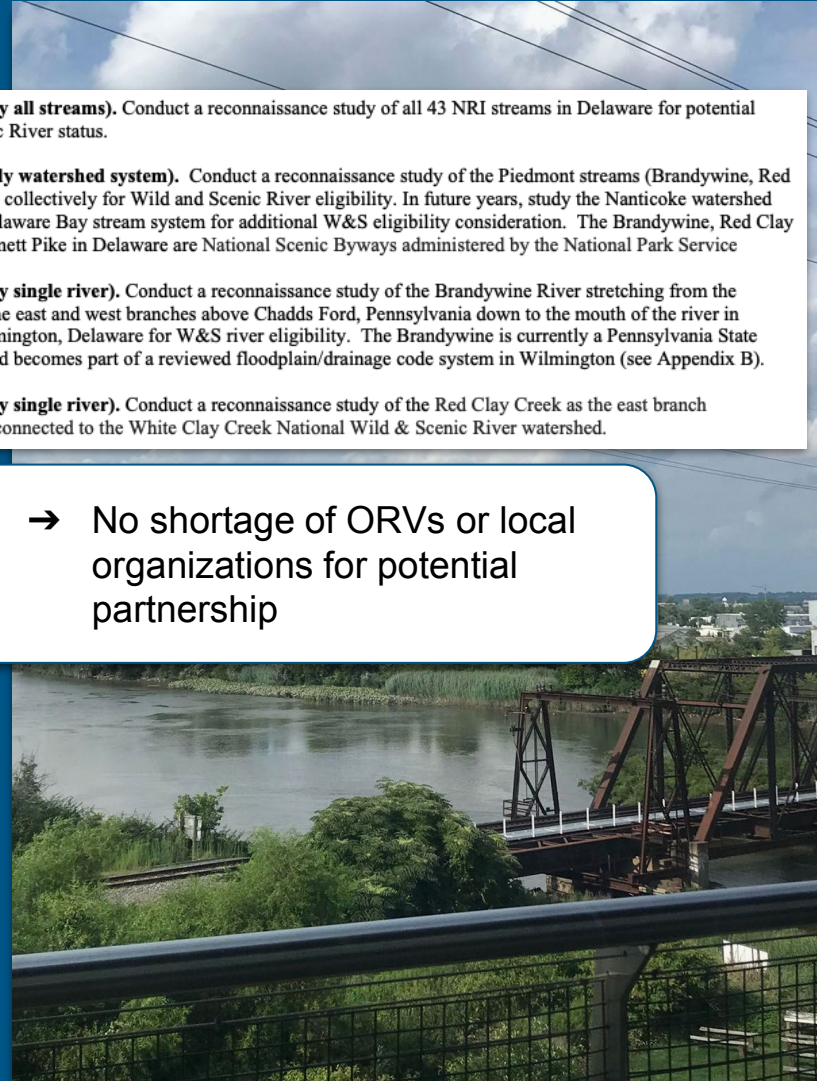 y all streams). Conduct a reconnaissance study of all 43 NRI streams in Delaware for potential
c River status.
ly watershed system). Conduct a reconnaissance study of the Piedmont streams (Brandywine, Red
collectively for Wild and Scenic River eligibility. In future years, study the Nanticoke watershed
laware Bay stream system for additional W&S eligibility consideration. The Brandywine, Red Clay
nett Pike in Delaware are National Scenic Byways administered by the National Park Service
y single river). Conduct a reconnaissance study of the Brandywine River stretching from the
e east and west branches above Chadds Ford, Pennsylvania down to the mouth of the river in
mington, Delaware for W&S river eligibility. The Brandywine is currently a Pennsylvania State
d becomes part of a reviewed floodplain/drainage code system in Wilmington (see Appendix B).
y single river). Conduct a reconnaissance study of the Red Clay Creek as the east branch
connected to the White Clay Creek National Wild & Scenic River watershed.
➔ No shortage of ORVs or local
organizations for potential
partnership